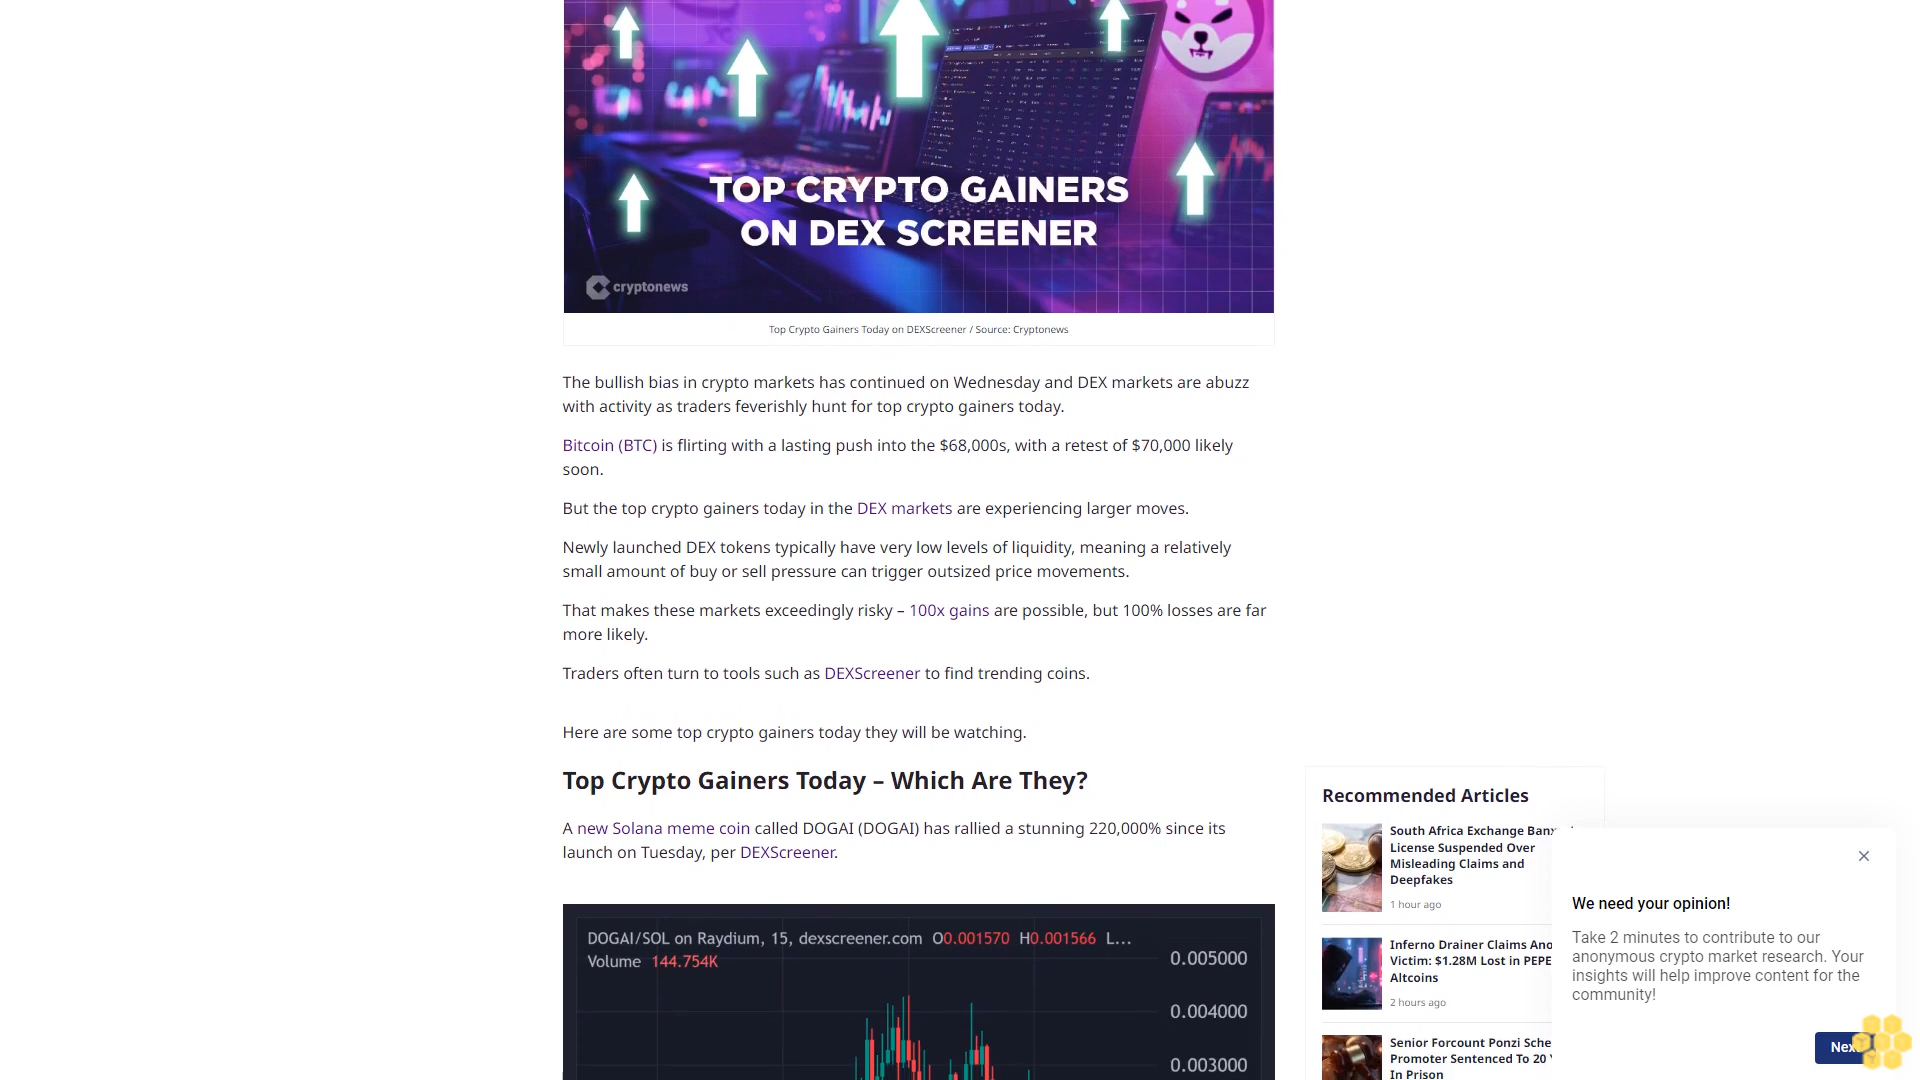 TOP CRYPTO GAINERS
ON DEX SCREENER
cryptonews
Top Crypto Gainers Today on DEXScreener / Source: Cryptonews
The bullish bias in crypto markets has continued on Wednesday and DEX markets are abuzz
with activity as traders feverishly hunt for top crypto gainers today.
Bitcoin (BTC) is flirting with a lasting push into the $68,000s, with a retest of $70,000 likely
soon.
But the top crypto gainers today in the DEX markets are experiencing larger moves.
Newly launched DEX tokens typically have very low levels of liquidity, meaning a relatively
small amount of buy or sell pressure can trigger outsized price movements.
That makes these markets exceedingly risky – 100x gains are possible, but 100% losses are far
more likely.
Traders often turn to tools such as DEXScreener to find trending coins.
Here are some top crypto gainers today they will be watching.
Top Crypto Gainers Today – Which Are They?
A new Solana meme coin called DOGAI (DOGAI) has rallied a stunning 220,000% since its
launch on Tuesday, per DEXScreener.
DOGAI/SOL on Raydium, 15, dexscreener.com O0.001570 H0.001566 L...
Volume 144.754K
0.005000
0.004000
0.003000
Recommended Articles
South Africa Exchange
License Suspended Over
Misleading Claims and
Deepfakes
1 hour ago
Inferno Drainer Claims
Victim: $1.28M Lost in PEPE
Altcoins
2 hours ago
Senior Forcount Ponzi
Promoter Sentenced To 20
In Prison
We need your opinion!
Take 2 minutes to contribute to our
anonymous crypto market research. Your
insights will help improve content for the
community!